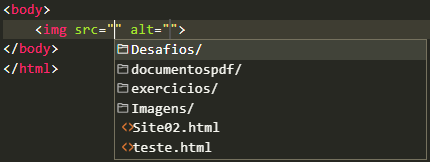 <body>
<img src="" alt="">
Desafios/
</body>
documentospdf/
</html>
exercicios/
Imagens/
<>Site02.html
<>teste.html